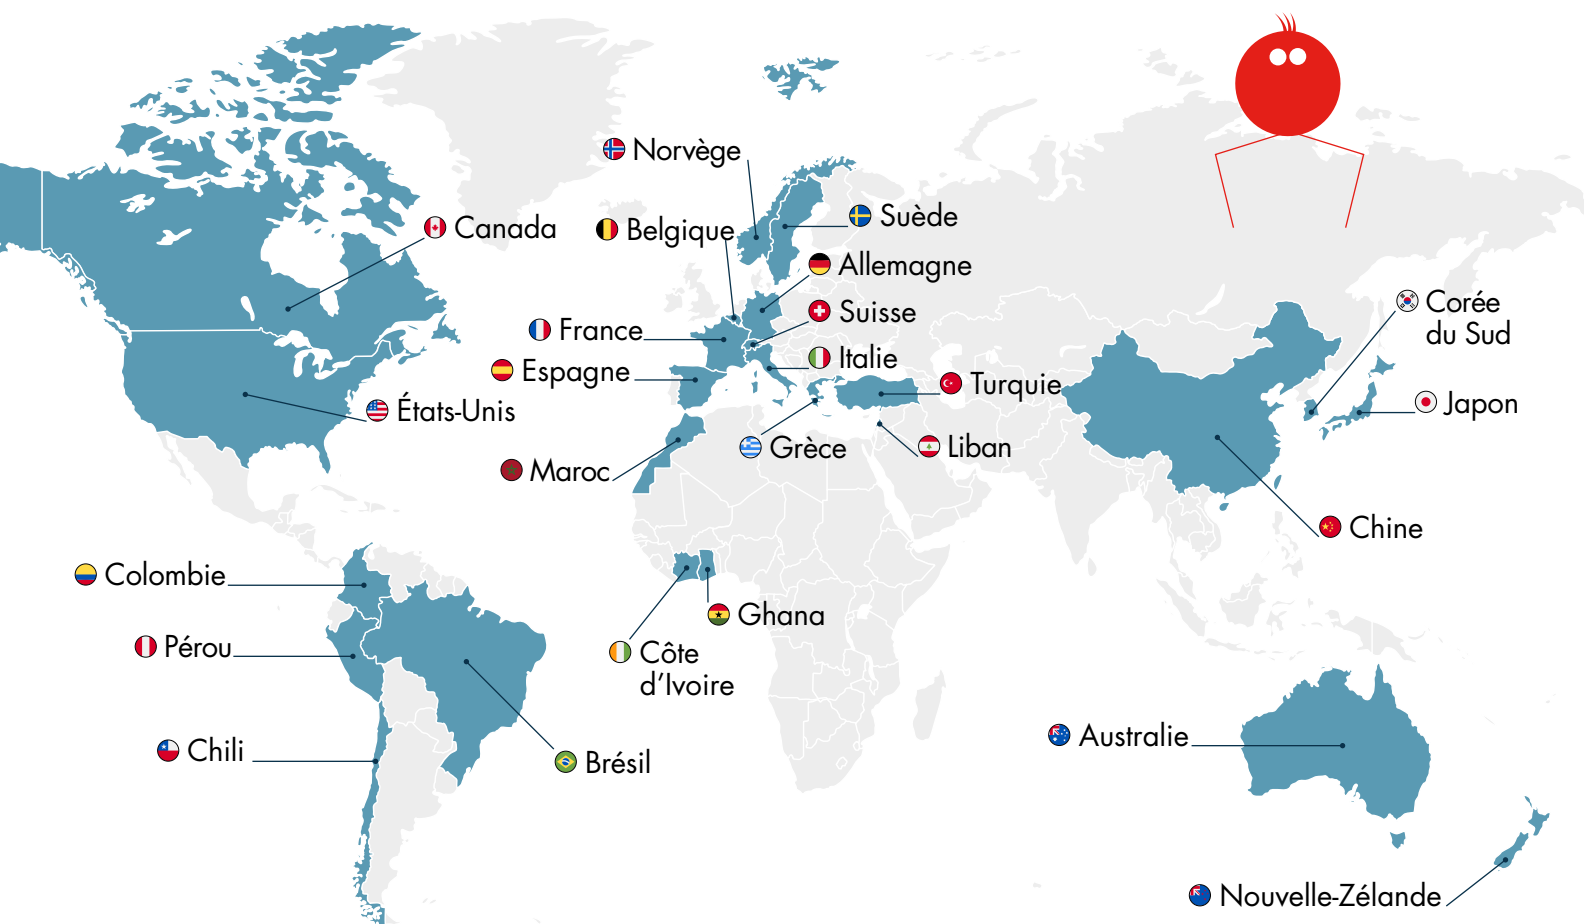 Norvège
Suède
Canada
Belgique
Allemagne
Suisse
Corée
du Sud
France
Italie
Espagne
Turquie
Japon
États-Unis
Grèce
Liban
Maroc
Chine
Colombie
Ghana
Pérou
Côte
d'Ivoire
Australie
Chili
Brésil
Nouvelle-Zélande